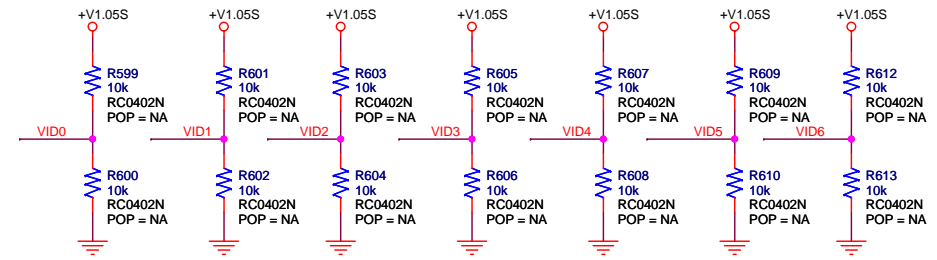 +V1.05S +V1.05S +V1.05S +V1.05S +V1.05S +V1.05S +V1.05S
R599 R601 R603 R605 R607 R609 R612
10k 10k 10k 10k 10k 10k 10k
RC0402N RC0402N RC0402N RC0402N RC0402N RC0402N RC0402N
POP = NA POP = NA POP = NA POP = NA POP = NA POP = NA POP = NA
VID0 VID1 VID2 VID3 VID4 VID5 VID6
R600 R602 R604 R606 R608 R610 R613
10k 10k 10k 10k 10k 10k 10k
RC0402N RC0402N RC0402N RC0402N RC0402N RC0402N RC0402N
POP = NA POP = NA POP = NA POP = NA POP = NA POP = NA POP = NA